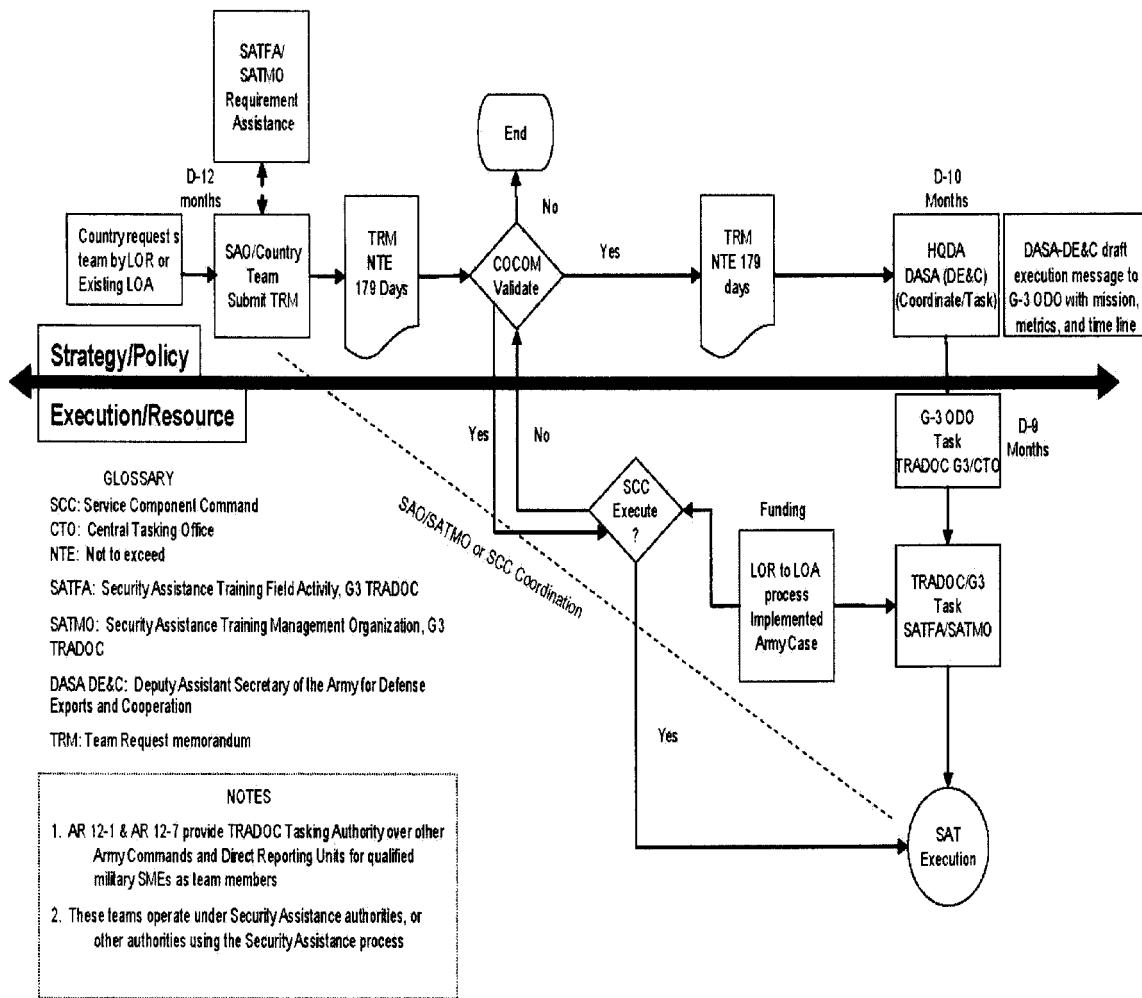 SATFA/
SATMO
Requirement
Assistance
End
D-12
months
D-10
Months
No
Country request s
team by LOR or
Existing LOA
SAO/Country
Team
Submit TRM
TRM
NTE
179 Days
COCOM
Validate
Yes
TRM
NTE 179
days
HQDA
DASA (DE&C)
(Coordinate/Task)
DASA-DE&C draft
execution message to
G-3 ODO with mission,
metrics, and time line
Strategy/Policy
Execution/Resource
Yes
No
G-3 ODO
Task
TRADOC G3/CTO
D-9
Months
GLOSSARY
SCC: Service Component Command
CTO: Central Tasking Office
NTE: Not to exceed
SATFA: Security Assistance Training Field Activity, G3 TRADOC
SATMO: Security Assistance Training Management Organization, G3
TRADOC
DASA DE&C: Deputy Assistant Secretary of the Army for Defense
Exports and Cooperation
TRM: Team Request memorandum
SAO/SATMO or SCC Coordination
SCC
Execute
?
Funding
LOR to LOA
process
Implemented
Army Case
TRADOC/G3
Task
SATFA/SATMO
Yes
SAT
Execution
NOTES
1. AR 12-1 & AR 12-7 provide TRADOC Tasking Authority over other
Army Commands and Direct Reporting Units for qualified
military SMEs as team members
2. These teams operate under Security Assistance authorities, or
other authorities using the Security Assistance process